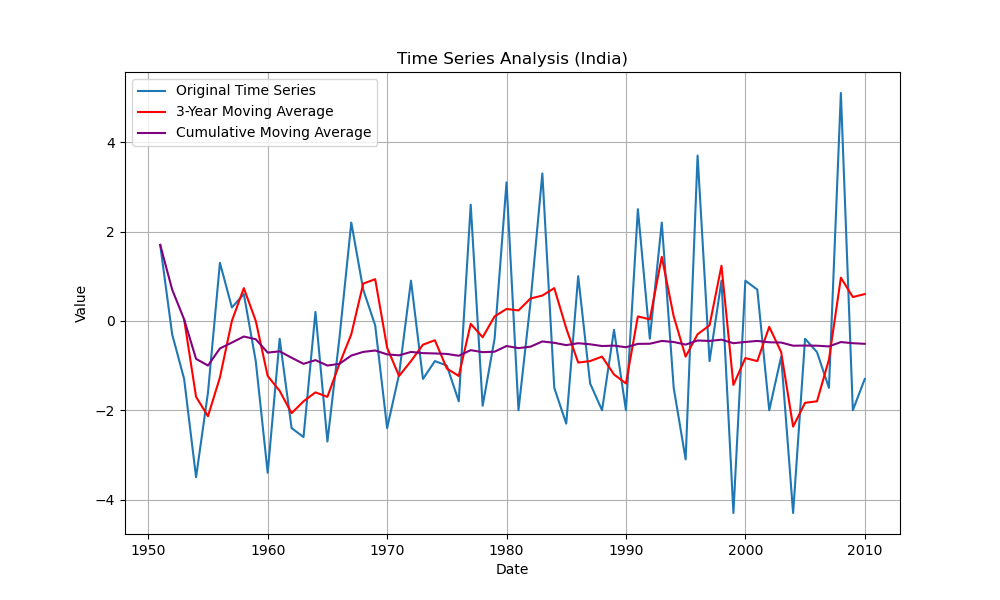 Time Series Analysis (India)
Original Time Series
3-Year Moving Average
Cumulative Moving Average
Value
4
2
0
−2
−4
1950 1960 1970 1980 1990 2000 2010
Date